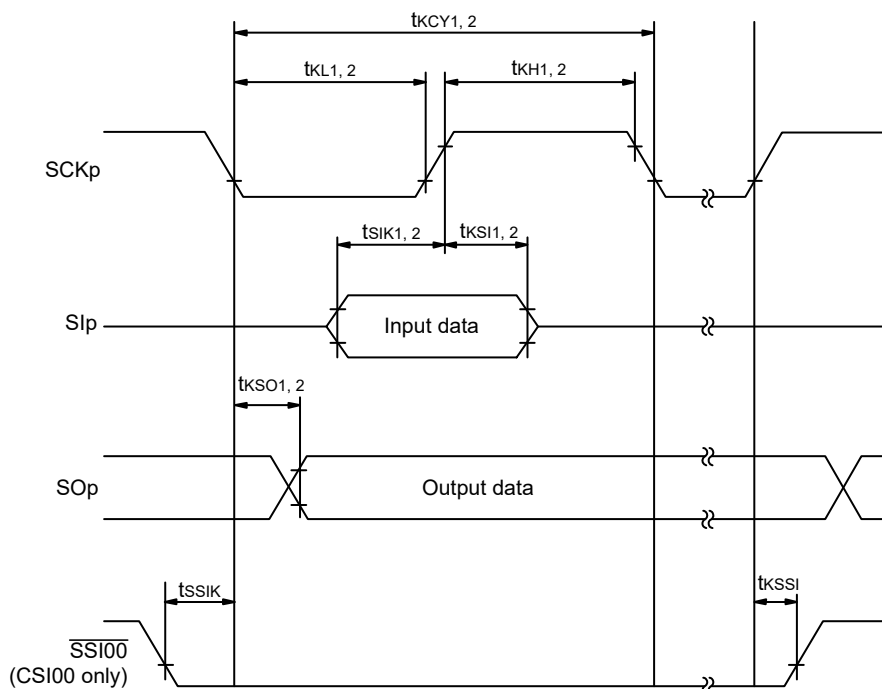 tKCY1, 2
tKL1, 2
tKH1, 2
SCKp
tSIK1, 2
tKSI1, 2
SIp
Input data
tKSO1, 2
SOp
Output data
tSSIK
tKSSI
SSI00
(CSI00 only)